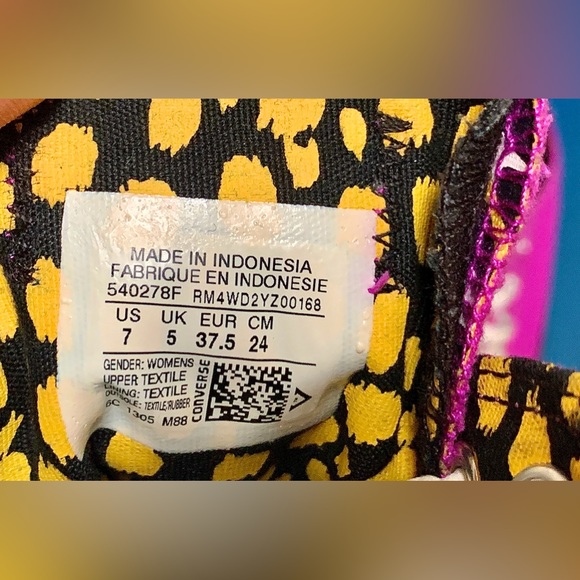 MADE IN INDONESIA
FABRIQUE EN INDONESIE
540278F RM4WD2YZ00168
US UK EUR CM
7 5 37.5 24
GENDER: WOMENS
UPPER TEXTILE
: TEXTILE
: TEXTILE/RUBBER
1305 M88
CONVERSE